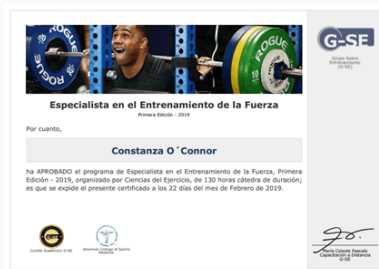 ROGUE
ROGUE
10
G-SE
Grupo Sobre
Entrenamiento
(G-SE)
Especialista en el Entrenamiento de la Fuerza
Primera Edición - 2019
Por cuanto,
Constanza O´Connor
ha APROBADO el programa de Especialista en el Entrenamiento de la Fuerza, Primera
Edición - 2019, organizado por Ciencias del Ejercicio, de 130 horas cátedra de duración;
es que se expide el presente certificado a los 22 días del mes de Febrero de 2019.
Comité Académico G-SE
American College of Sports
Medicine
María Celeste Pascolo
Capacitación a Distancia
G-SE